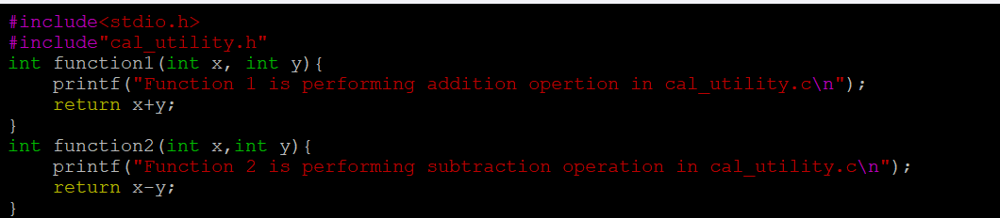 #include<stdio.h>
#include"cal_utility.h"
int function1(int x, int y){
    printf("Function 1 is performing addition opertion in cal_utility.c\n");
    return x+y;
}
int function2(int x,int y){
    printf("Function 2 is performing subtraction operation in cal_utility.c\n");
    return x-y;
}